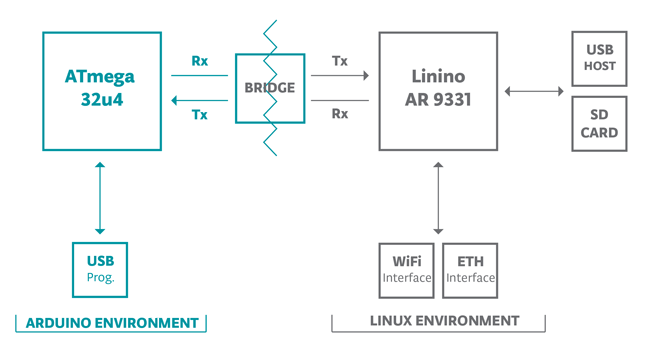 ATmega
32u4
Rx
Tx
BRIDGE
Tx
Rx
Linino
AR 9331
USB
HOST
SD
CARD
USB
Prog.
WiFi
Interface
ETH
Interface
ARDUINO ENVIRONMENT
LINUX ENVIRONMENT